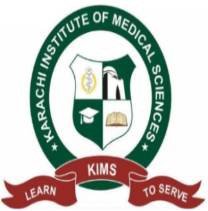 KARACHI INSTITUTE OF MEDICAL SCIENCES
KIMS
LEARN TO SERVE